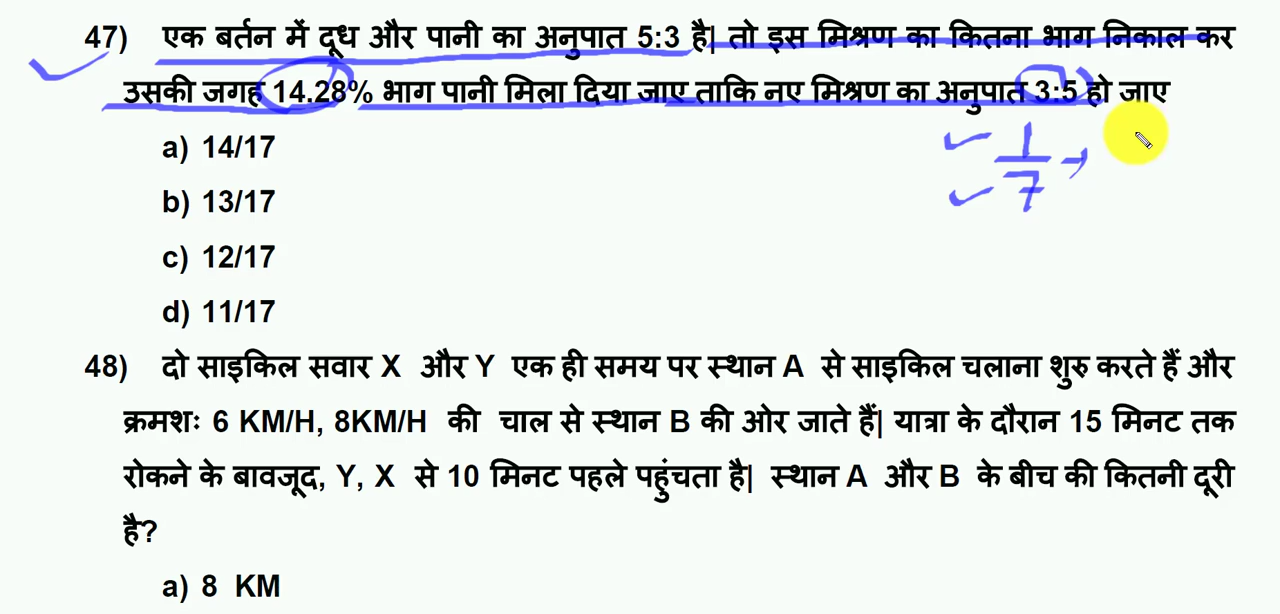 47) एक बर्तन में दूध और पानी का अनुपात 5:3 है| तो इस मिश्रण का कितना भाग निकाल कर
उसकी जगह 14.28% भाग पानी मिला दिया जाए ताकि नए मिश्रण का अनुपात 3:5 हो जाए
1/7 →
a) 14/17
b) 13/17
c) 12/17
d) 11/17
48) दो साइकिल सवार X और Y एक ही समय पर स्थान A से साइकिल चलाना शुरु करते हैं और
क्रमशः 6 KM/H, 8KM/H की चाल से स्थान B की ओर जाते हैं| यात्रा के दौरान 15 मिनट तक
रोकने के बावजूद, Y, X से 10 मिनट पहले पहुंचता है| स्थान A और B के बीच की कितनी दूरी
है?
a) 8 KM